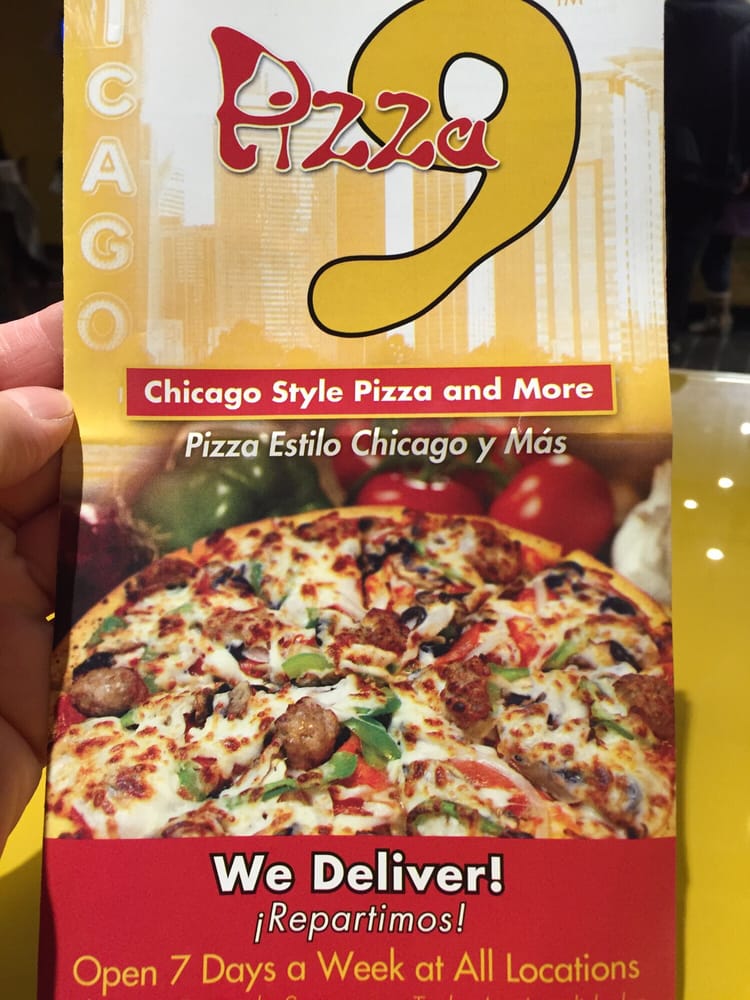 ICAGO
Pizza 9 TM
Chicago Style Pizza and More
Pizza Estilo Chicago y Más
We Deliver!
¡Repartimos!
Open 7 Days a Week at All Locations